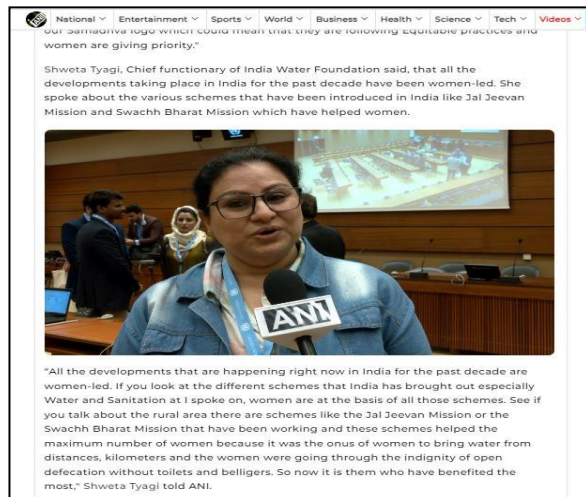 National Entertainment Sports World Business Health Science Tech Videos
our Samadhva logo which could mean that they are following Equitable practices and
women are giving priority."
Shweta Tyagi, Chief functionary of India Water Foundation said, that all the
developments taking place in India for the past decade have been women-led. She
spoke about the various schemes that have been introduced in India like Jal Jeevan
Mission and Swachh Bharat Mission which have helped women.
ANI
"All the developments that are happening right now in India for the past decade are
women-led. If you look at the different schemes that India has brought out especially
Water and Sanitation at I spoke on, women are at the basis of all those schemes. See if
you talk about the rural area there are schemes like the Jal Jeevan Mission or the
Swachh Bharat Mission that have been working and these schemes helped the
maximum number of women because it was the onus of women to bring water from
distances, kilometers and the women were going through the indignity of open
defecation without toilets and belligers. So now it is them who have benefited the
most," Shweta Tyagi told ANI.